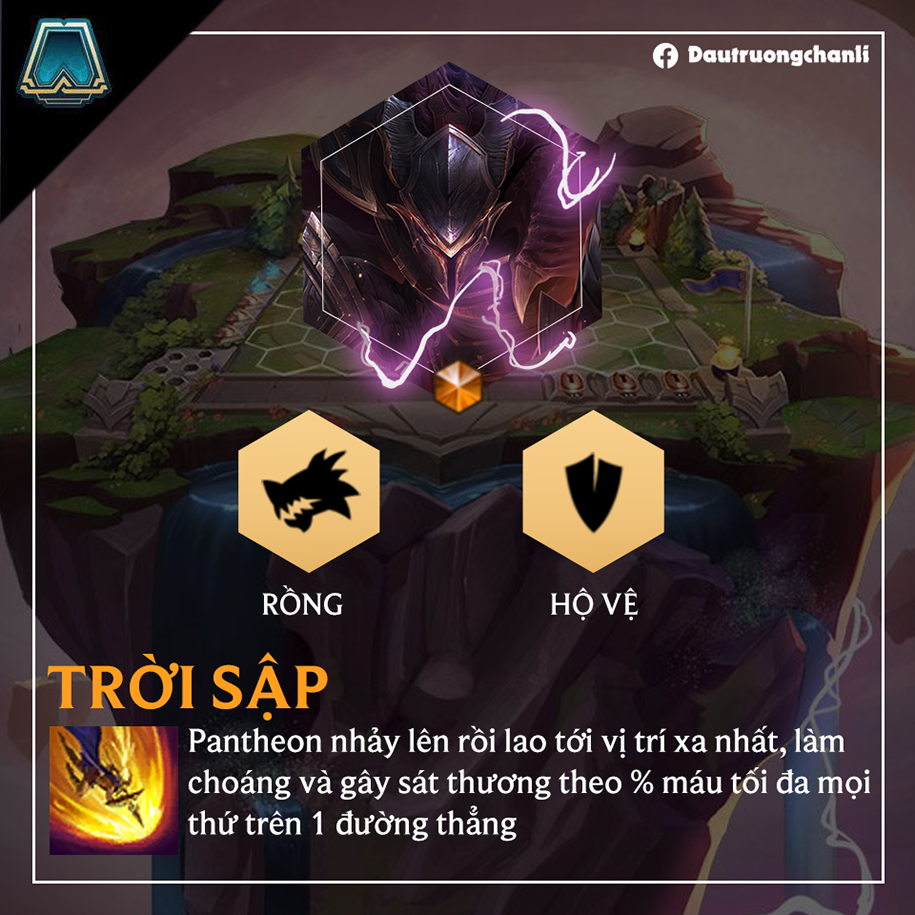 Dautruongchanli
RỒNG
HỘ VỆ
TRỜI SẬP
Pantheon nhảy lên rồi lao tới vị trí xa nhất, làm
choáng và gây sát thương theo % máu tối đa mọi
thứ trên 1 đường thẳng